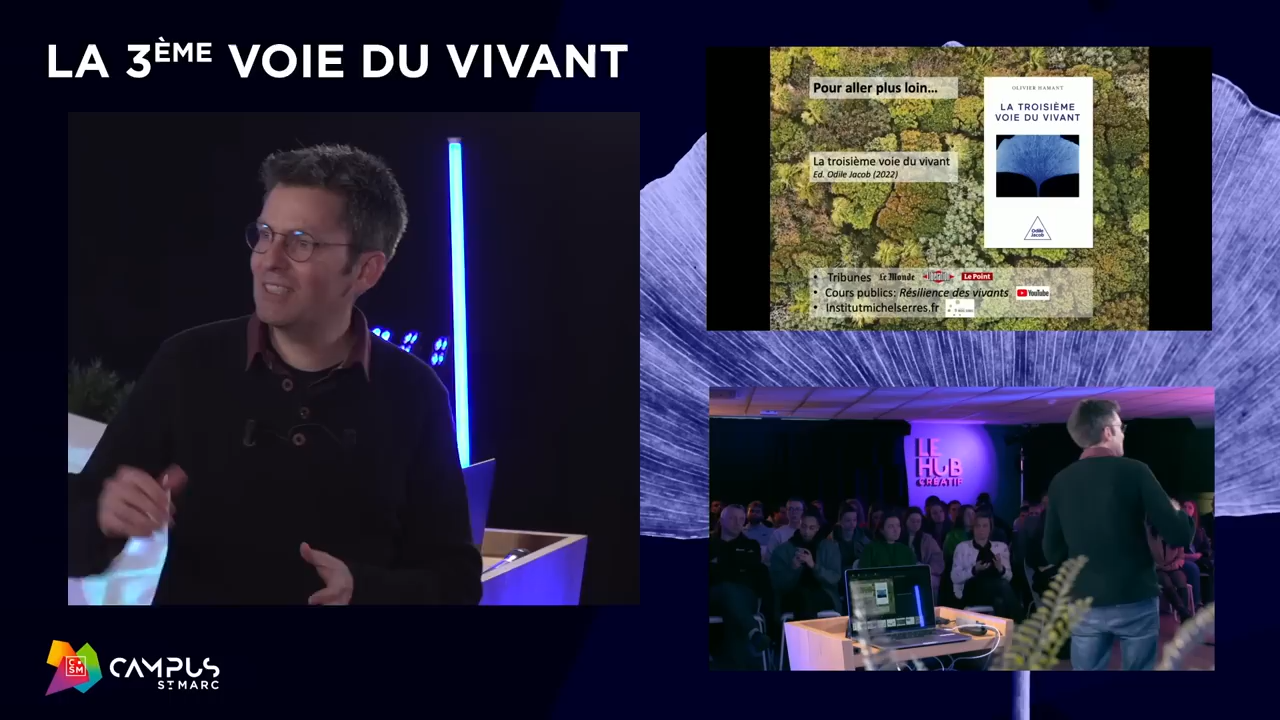 LA 3ÈME VOIE DU VIVANT
Pour aller plus loin...
La troisième voie du vivant
Ed. Odile Jacob (2022)
OLIVIER HAMANT
LA TROISIÈME
VOIE DU VIVANT
Odile
Jacob
• Tribunes Le Monde Le Point
• Cours publics: Résilience des vivants YouTube
• Institutmichelserres.fr
LE
HUB
CRÉATIF
C
SM
CAMPUS
ST MARC